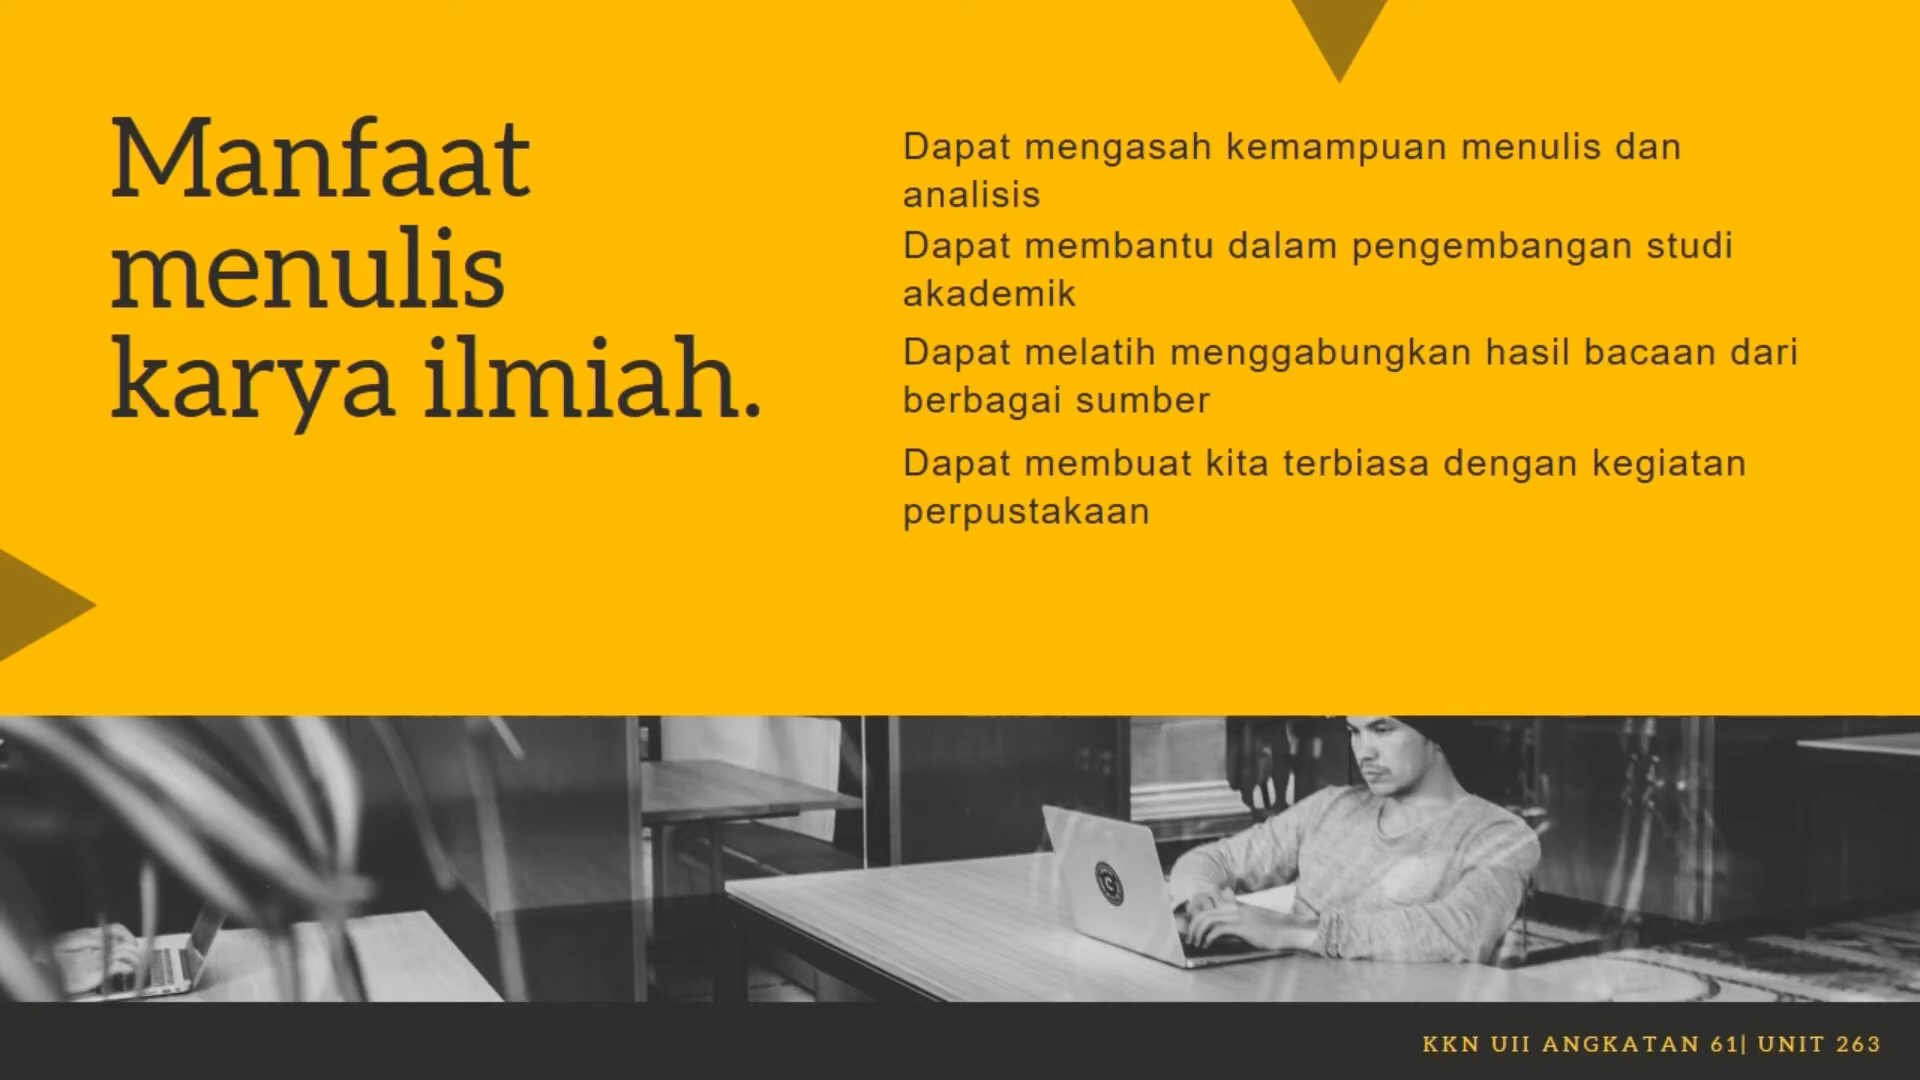 Manfaat
menulis
karya ilmiah.
Dapat mengasah kemampuan menulis dan
analisis
Dapat membantu dalam pengembangan studi
akademik
Dapat melatih menggabungkan hasil bacaan dari
berbagai sumber
Dapat membuat kita terbiasa dengan kegiatan
perpustakaan
KKN UII ANGKATAN 61| UNIT 263